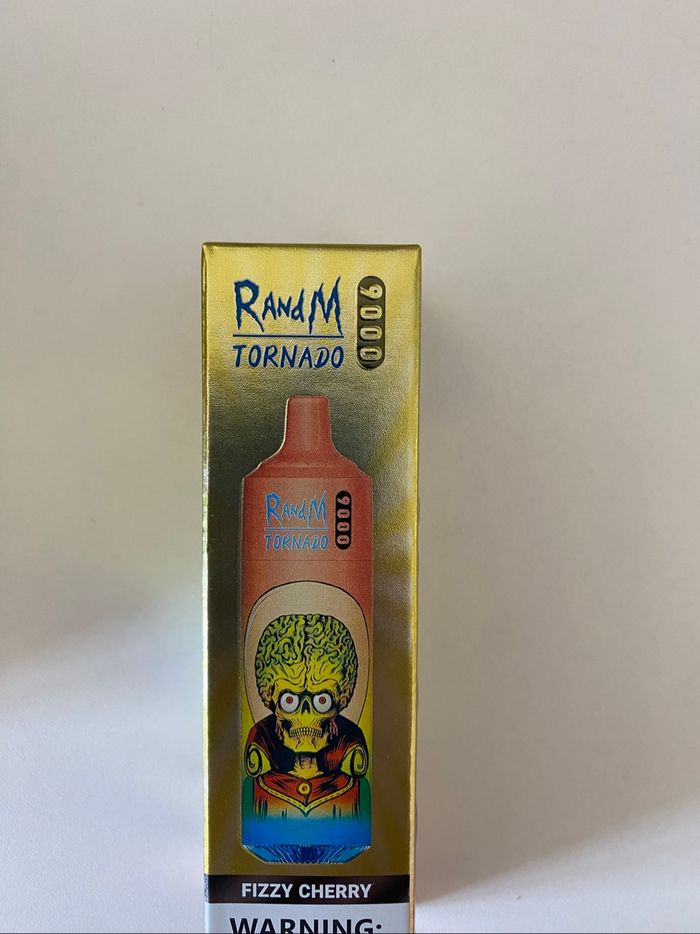 RandM
TORNADO
9000
RandM
TORNADO
9000
FIZZY CHERRY
WARNING: